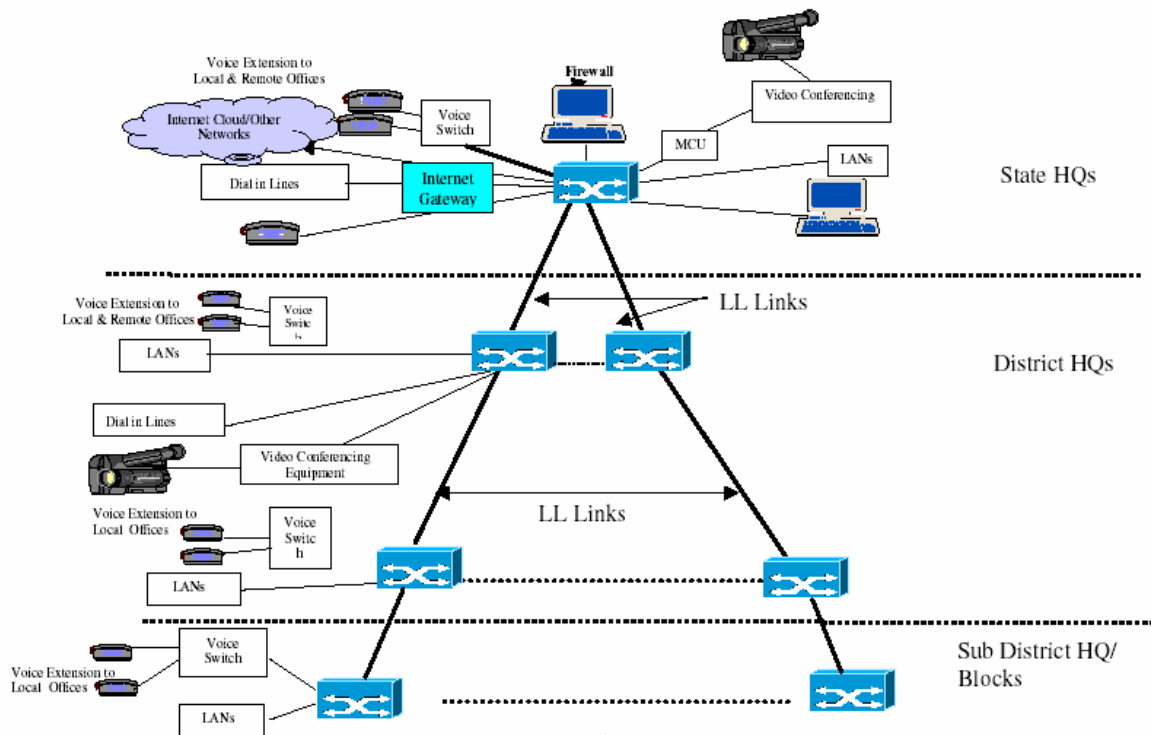 Voice Extension to
Local & Remote Offices
Firewall
Video Conferencing
Internet Cloud/Other
Networks
Voice
Switch
MCU
LANs
Dial in Lines
Internet
Gateway
State HQs
Voice Extension to
Local & Remote Offices
Voice
Switc
h
LL Links
LANs
District HQs
Dial in Lines
Video Conferencing
Equipment
LL Links
Voice Extension to
Local Offices
Voice
Switc
h
LANs
Voice
Switch
Voice Extension to
Local Offices
LANs
Sub District HQ/
Blocks